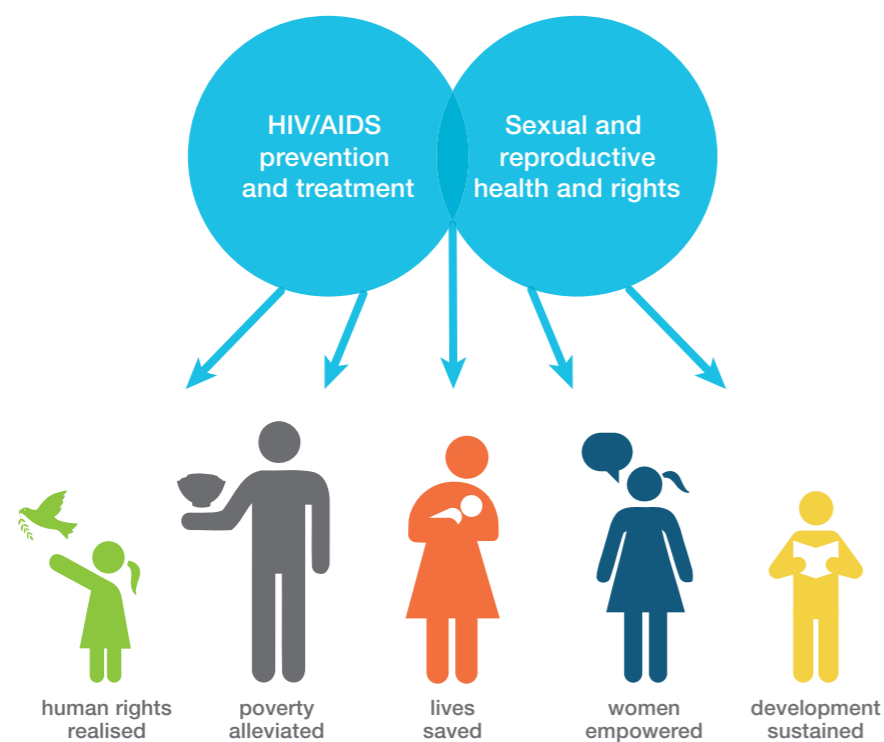 HIV/AIDS
prevention
and treatment
Sexual and
reproductive
health and rights
human rights
realised
poverty
alleviated
lives
saved
women
empowered
development
sustained